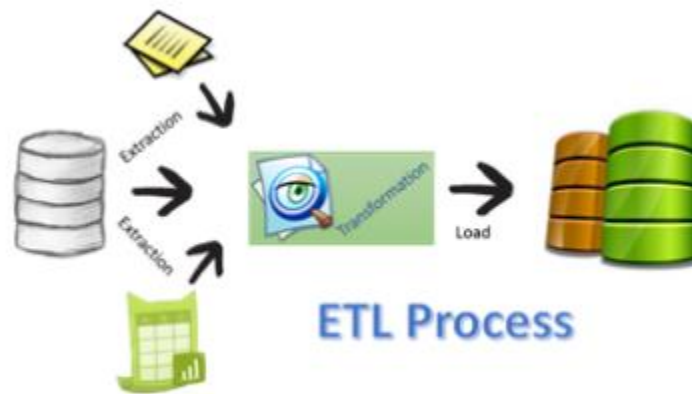 Extraction
Extraction
Transformation
Load
ETL Process